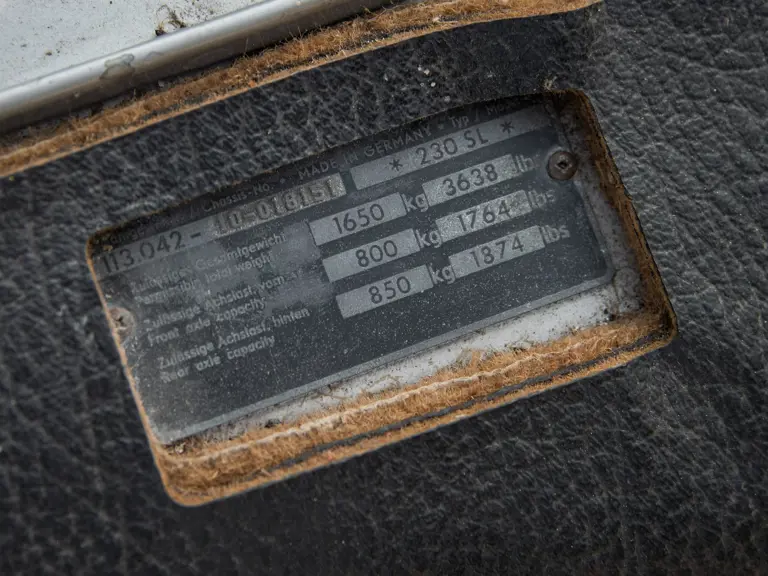 / Chassis-No. • MADE IN GERMANY • Typ /
113.042- 10-018151 * 230 SL *
Zulässiges Gesamtgewicht 1650 kg 3638 lbs
Permissible total weight
Zulässige Achslast, vorn 800 kg 1764 lbs
Front axle capacity
Zulässige Achslast, hinten 850 kg 1874 lbs
Rear axle capacity